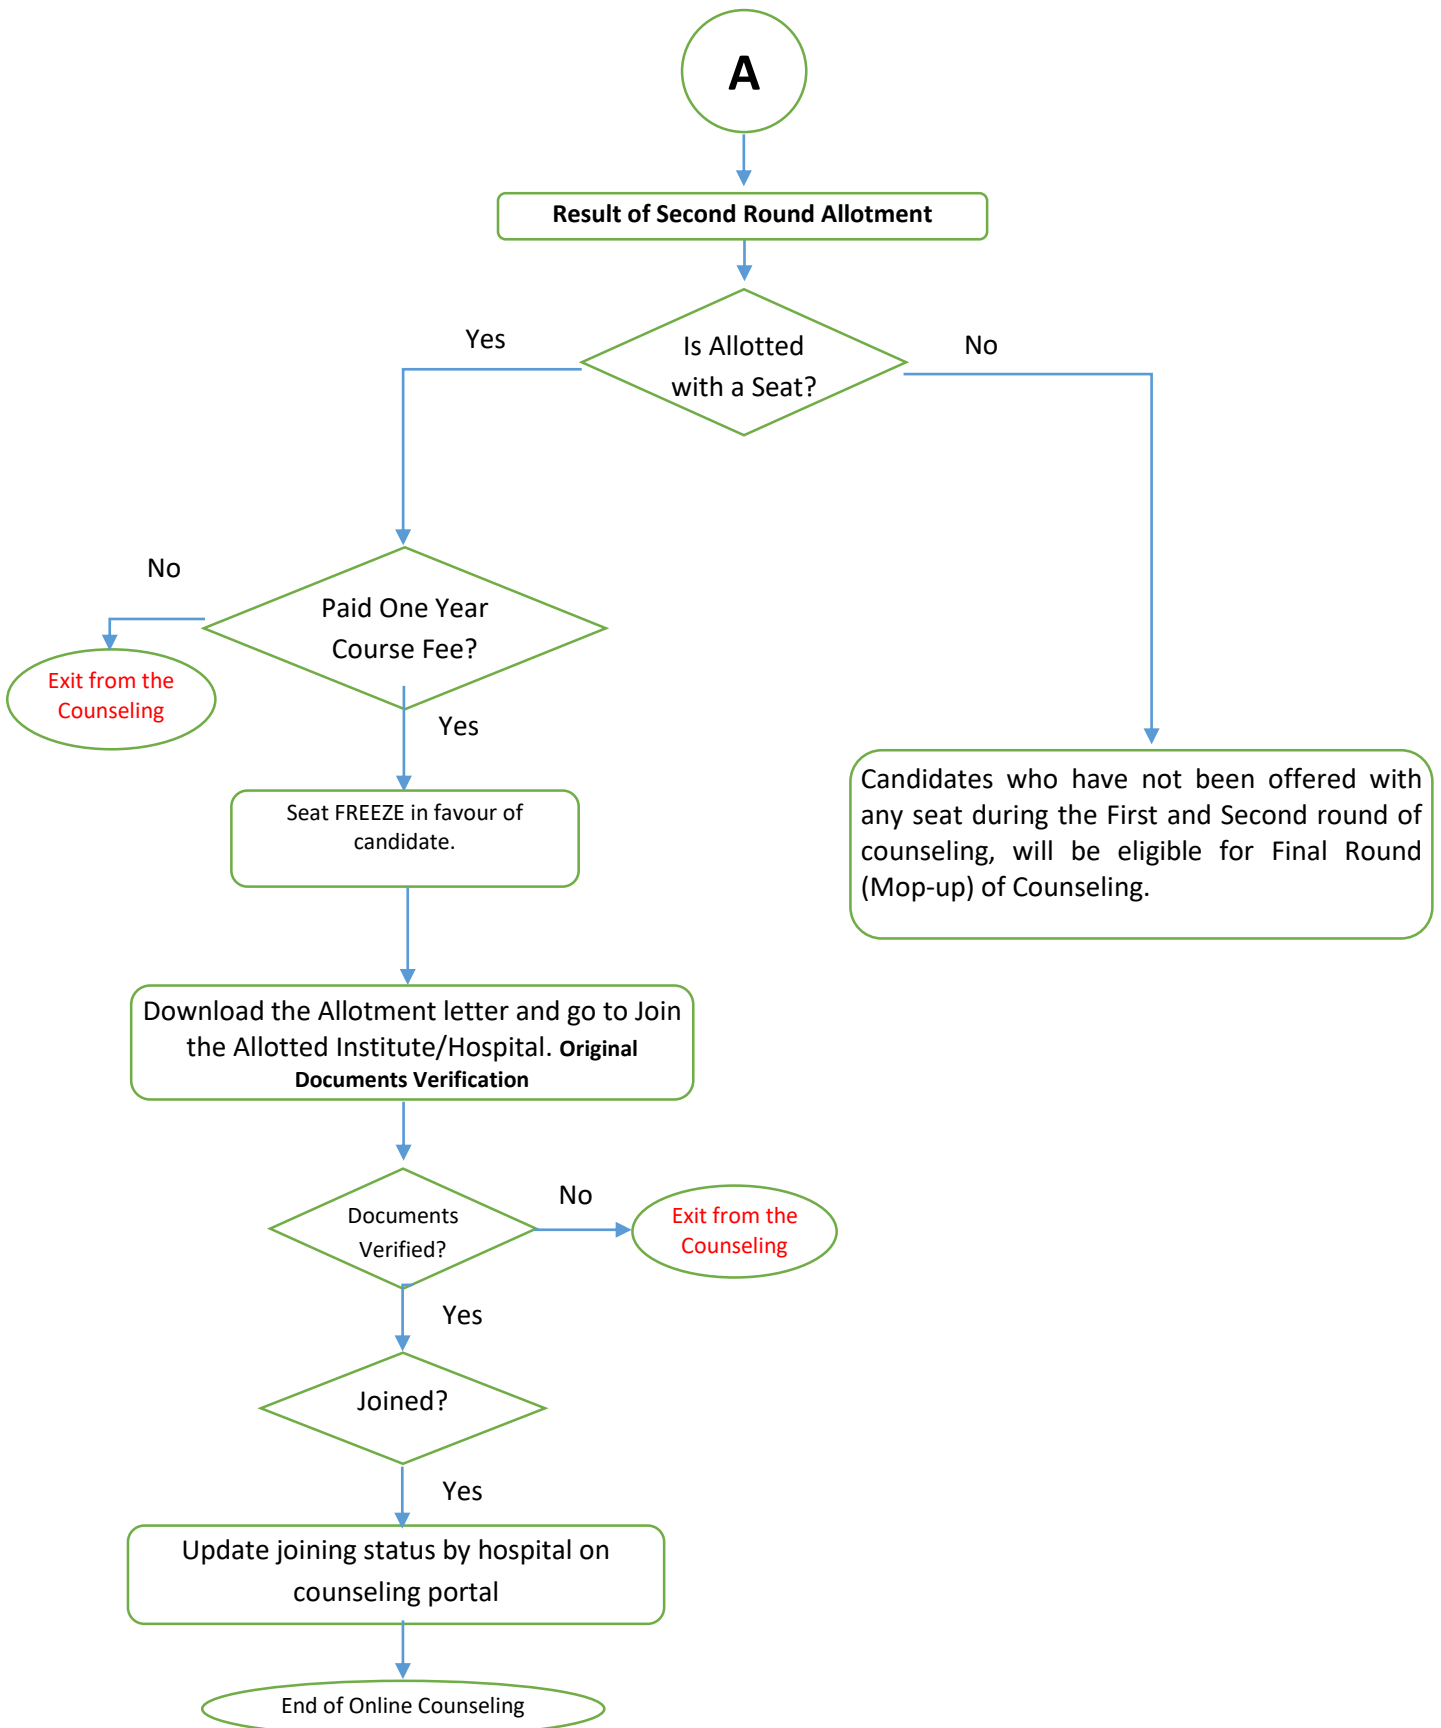 A
Result of Second Round Allotment
Yes
Is Allotted
with a Seat?
No
No
Paid One Year
Course Fee?
Exit from the
Counseling
Yes
Candidates who have not been offered with
any seat during the First and Second round of
counseling, will be eligible for Final Round
(Mop-up) of Counseling.
Seat FREEZE in favour of
candidate.
Download the Allotment letter and go to Join
the Allotted Institute/Hospital. Original
Documents Verification
Documents
Verified?
No
Exit from the
Counseling
Yes
Joined?
Yes
Update joining status by hospital on
counseling portal
End of Online Counseling